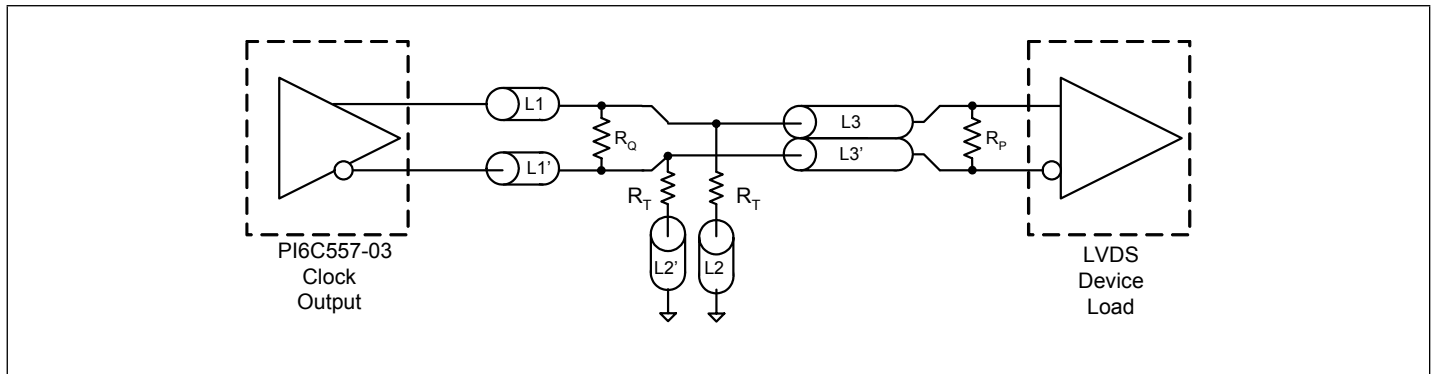 L1
L1’
R_Q
R_T
R_T
L2’
L2
L3
L3’
R_P
PI6C557-03
Clock
Output
LVDS
Device
Load